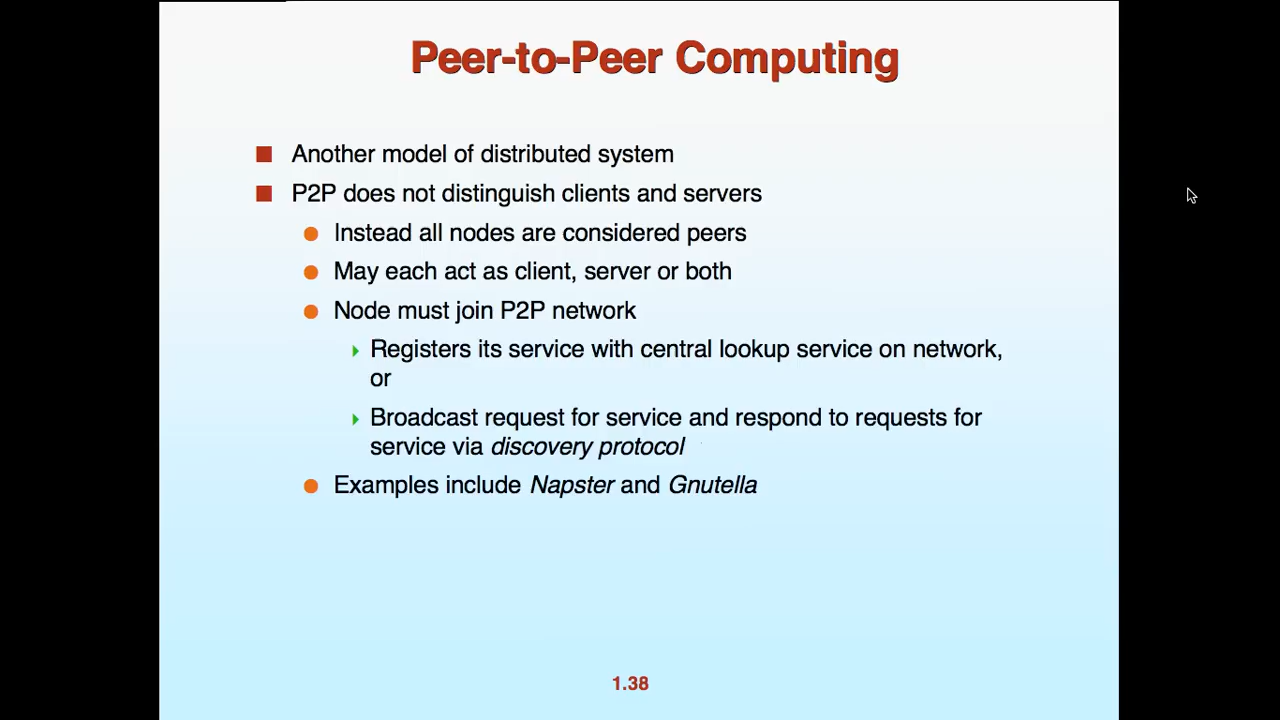 Peer-to-Peer Computing
Another model of distributed system
P2P does not distinguish clients and servers
Instead all nodes are considered peers
May each act as client, server or both
Node must join P2P network
Registers its service with central lookup service on network,
or
Broadcast request for service and respond to requests for
service via discovery protocol
Examples include Napster and Gnutella
1.38